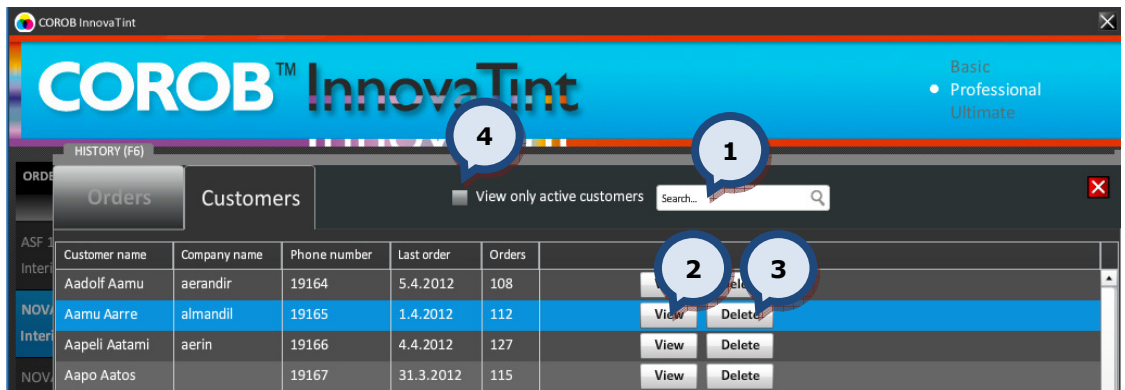 COROB InnovaTint
COROB™ InnovaTint
Basic
Professional
Ultimate
4
1
HISTORY (F6)
Orders
Customers
View only active customers
Search...
Customer name Company name Phone number Last order Orders
2
3
Aadolf Aamu aerandir 19164 5.4.2012 108
Aamu Aarre almandil 19165 1.4.2012 112 View Delete
Aapeli Aatami aerin 19166 4.4.2012 127 View Delete
Aapo Aatos 19167 31.3.2012 115 View Delete